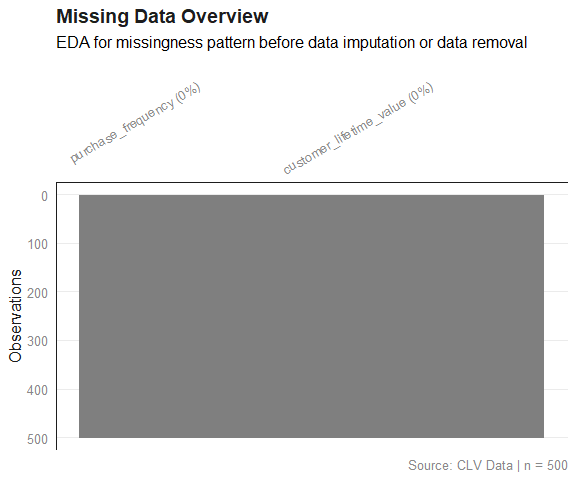 Missing Data Overview
EDA for missingness pattern before data imputation or data removal
purchase_frequency (0%)
customer_lifetime_value (0%)
Observations
0
100
200
300
400
500
Source: CLV Data | n = 500